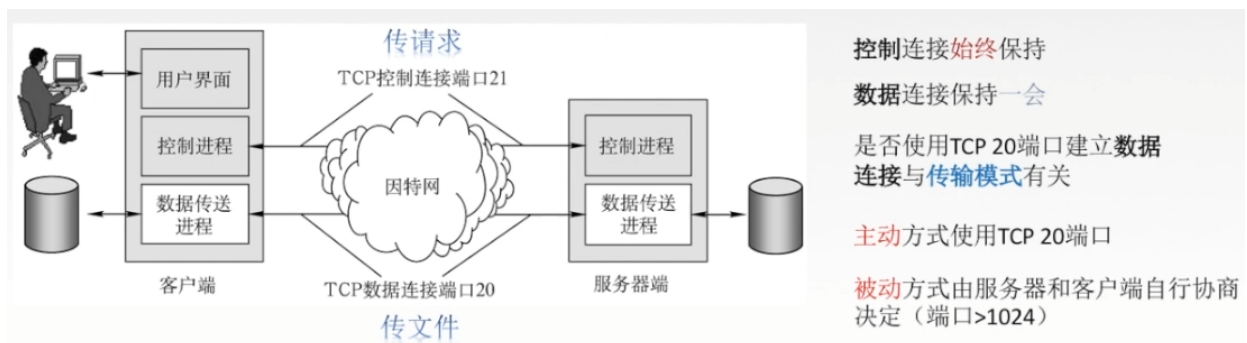 传请求
TCP控制连接端口21
用户界面
控制进程
数据传送
进程
客户端
因特网
控制进程
数据传送
进程
服务器端
TCP数据连接端口20
传文件
控制连接始终保持
数据连接保持一会
是否使用TCP 20端口建立数据
连接与传输模式有关
主动方式使用TCP 20端口
被动方式由服务器和客户端自行协商
决定（端口>1024）